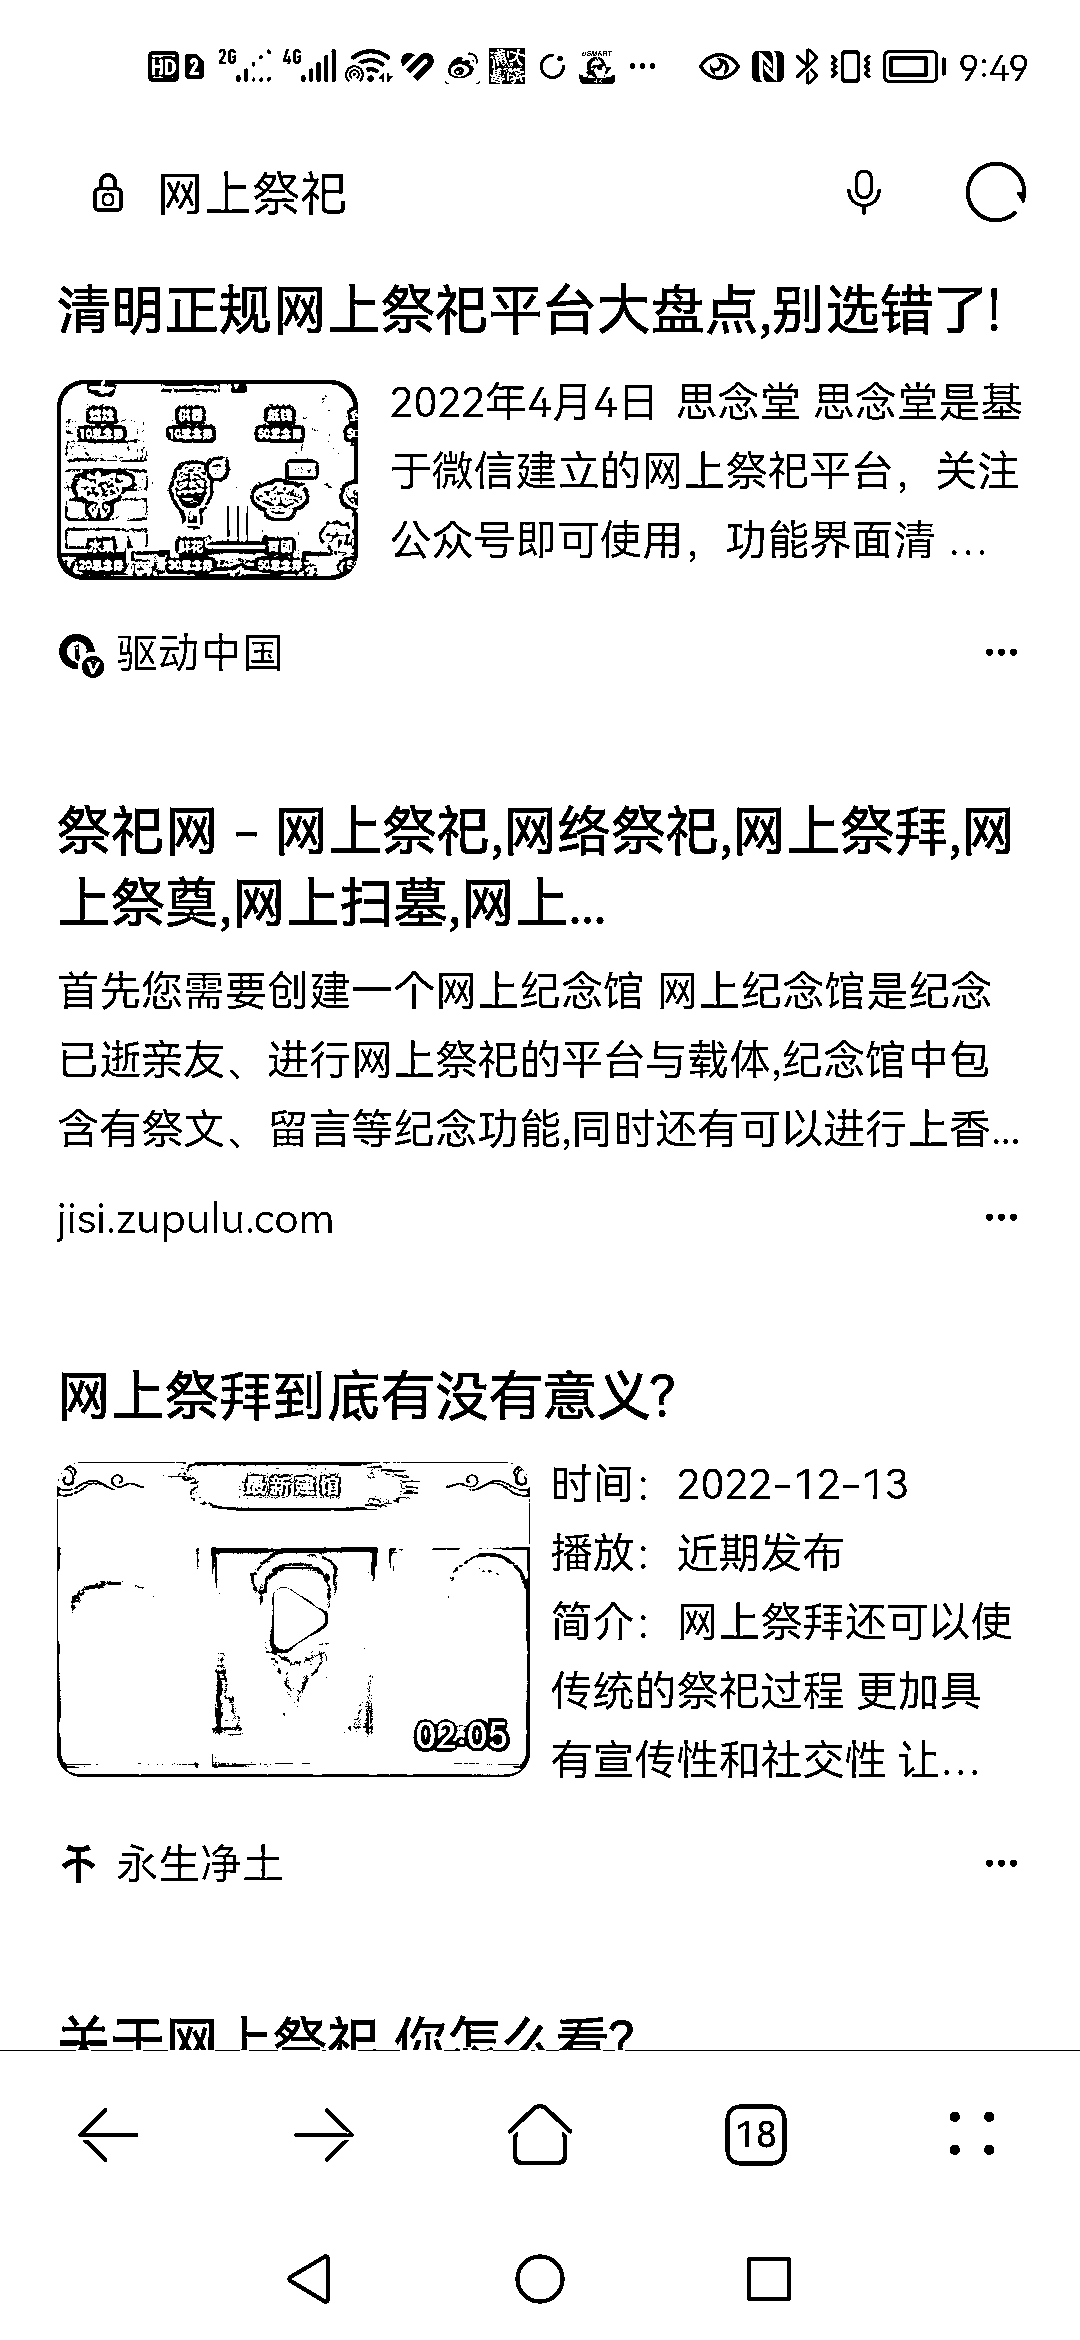 HD 2 2G 4G 9:49
网上祭祀
清明正规网上祭祀平台大盘点,别选错了!
2022年4月4日 思念堂 思念堂是基
于微信建立的网上祭祀平台，关注
公众号即可使用，功能界面清 ...
驱动中国
祭祀网 - 网上祭祀,网络祭祀,网上祭拜,网
上祭奠,网上扫墓,网上...
首先您需要创建一个网上纪念馆 网上纪念馆是纪念
已逝亲友、进行网上祭祀的平台与载体,纪念馆中包
含有祭文、留言等纪念功能,同时还有可以进行上香...
jisi.zupulu.com
网上祭拜到底有没有意义?
最新建馆
02:05
时间：2022-12-13
播放：近期发布
简介：网上祭拜还可以使
传统的祭祀过程 更加具
有宣传性和社交性 让...
永生净土
关于网上祭祀,你怎么看?
18